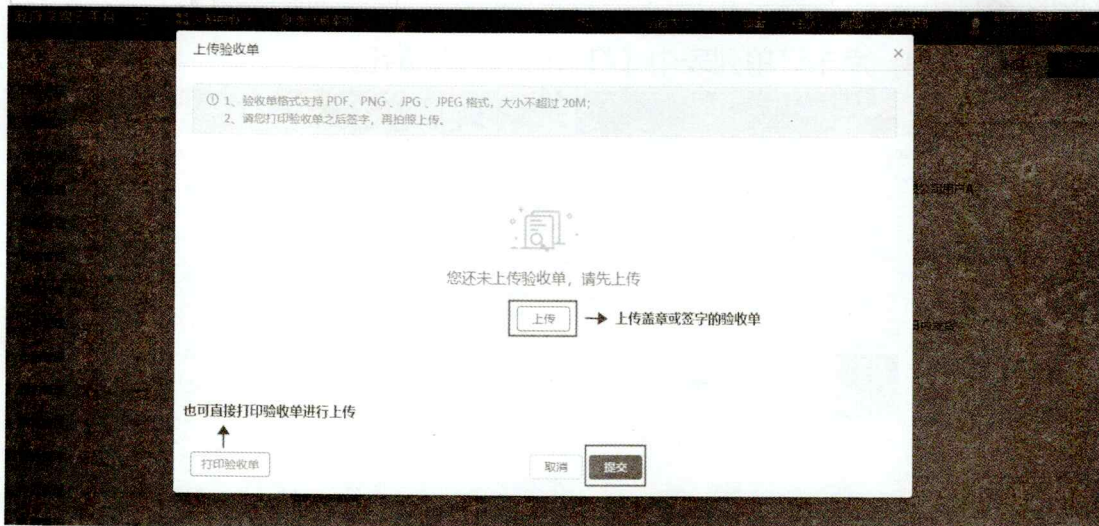 上传验收单
① 1、验收单格式支持 PDF、PNG 、JPG 、JPEG 格式，大小不超过 20M；
2、请您打印验收单之后签字，再拍照上传。
您还未上传验收单，请先上传
上传 → 上传盖章或签字的验收单
也可直接打印验收单进行上传
打印验收单
取消 提交